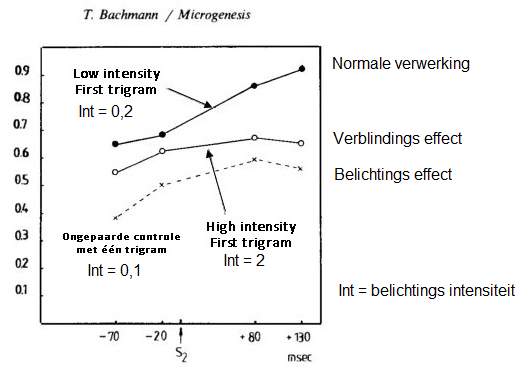 T. Bachmann / Microgenesis
0.9
0.8
0.7
0.6
0.5
0.4
0.3
0.2
0.1
Low intensity
First trigram
Int = 0,2
Normale verwerking
Verblindings effect
Belichtings effect
Ongepaarde controle
met één trigram
Int = 0,1
High intensity
First trigram
Int = 2
Int = belichtings intensiteit
-70
-20
S2
+80
+130
msec